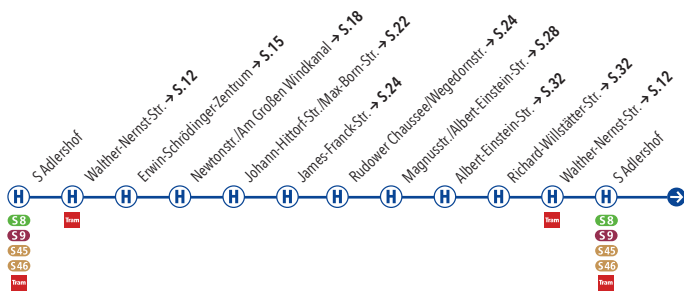 S Adlershof
Walther-Nernst-Str. → S.12
Erwin-Schrödinger-Zentrum → S.15
Newtonstr./Am Großen Windkanal → S.18
Johann-Hittorf-Str./Max-Born-Str. → S.22
James-Franck-Str. → S.24
Rudower Chaussee/Wegedornstr. → S.24
Magnusstr./Albert-Einstein-Str. → S.28
Albert-Einstein-Str. → S.32
Richard-Willstätter-Str. → S.32
Walther-Nernst-Str. → S.12
S Adlershof
H H H H H H H H H H H H
S8
S9
S45
S46
Tram
Tram
Tram
S8
S9
S45
S46
Tram